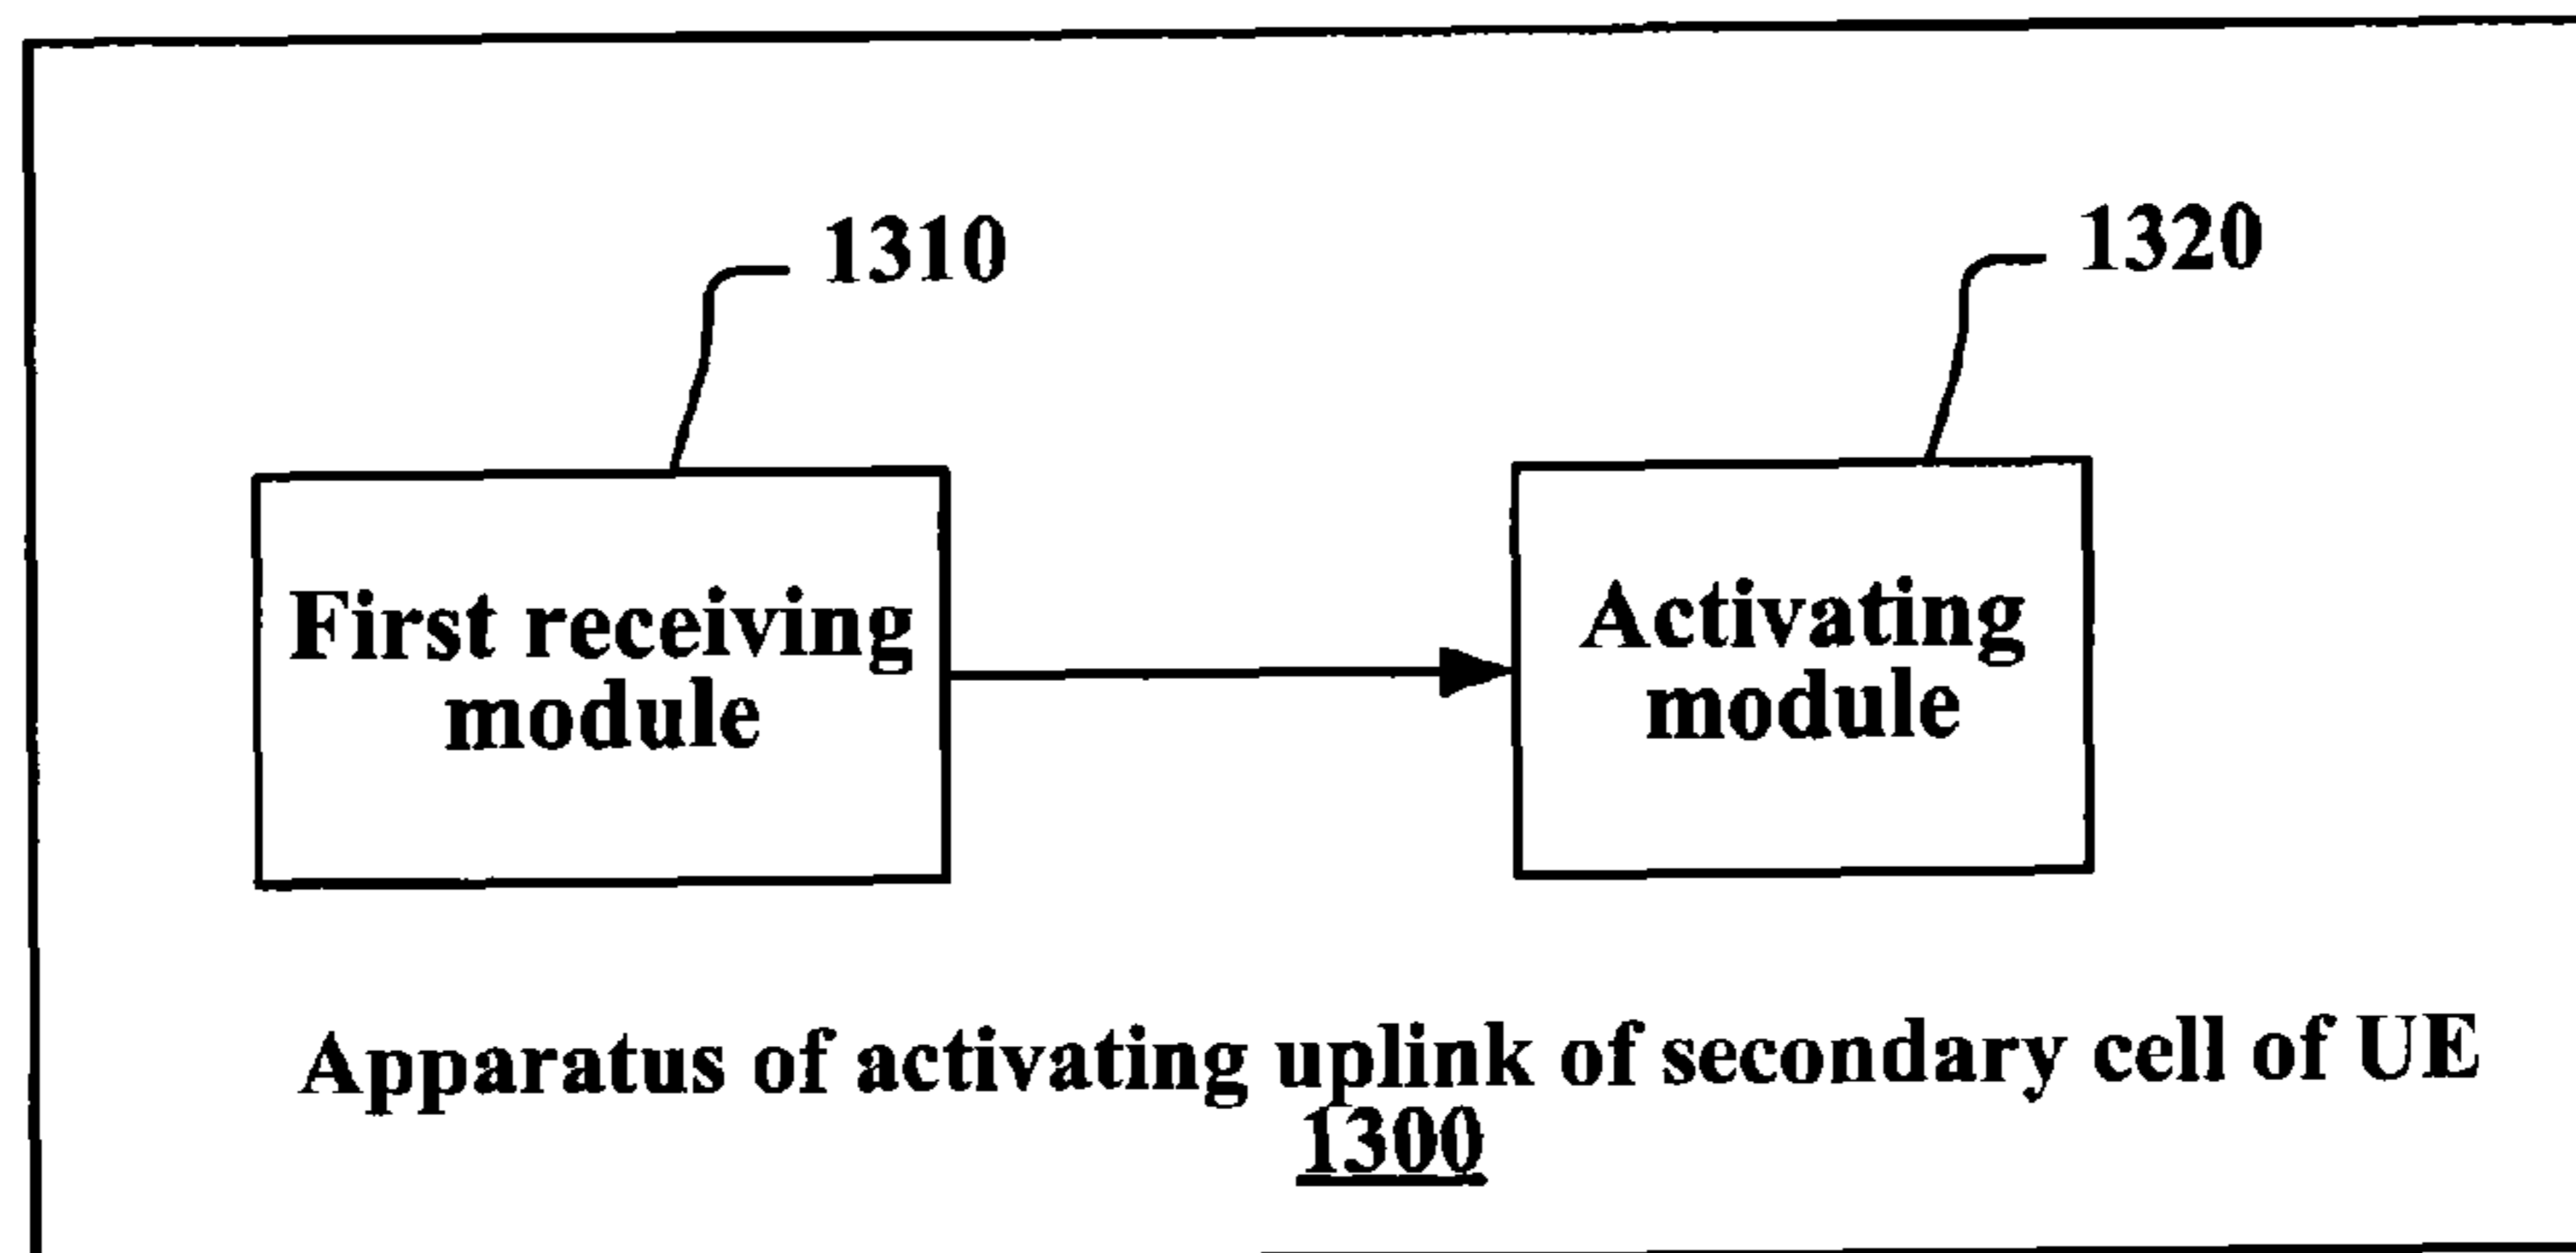 1310
1320
First receiving
module
Activating
module
Apparatus of activating uplink of secondary cell of UE
1300